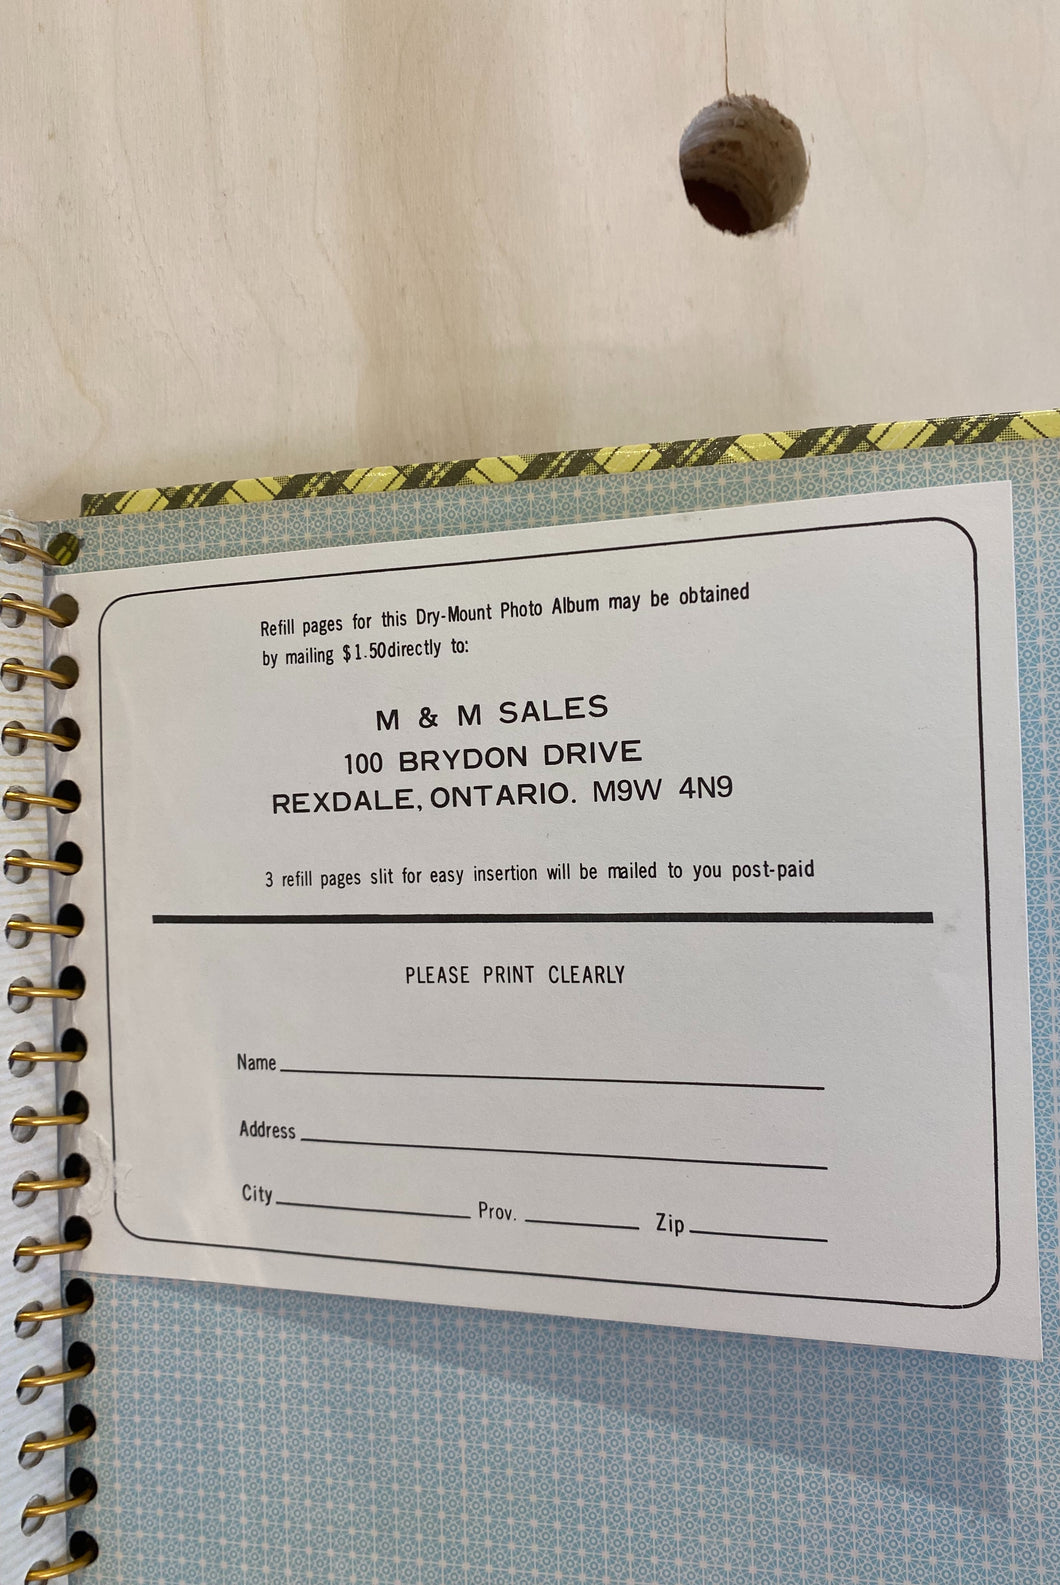 Refill pages for this Dry-Mount Photo Album may be obtained
by mailing $1.50directly to:
M & M SALES
100 BRYDON DRIVE
REXDALE, ONTARIO. M9W 4N9
3 refill pages slit for easy insertion will be mailed to you post-paid
PLEASE PRINT CLEARLY
Name
Address
City Prov. Zip